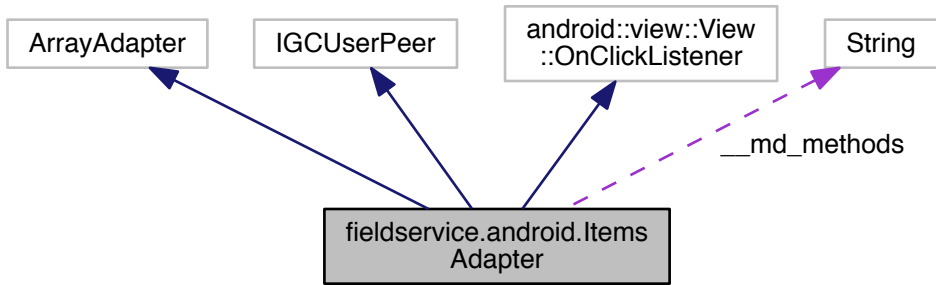 ArrayAdapter
IGCUserPeer
android::view::View
::OnClickListener
String
__md_methods
fieldservice.android.Items
Adapter